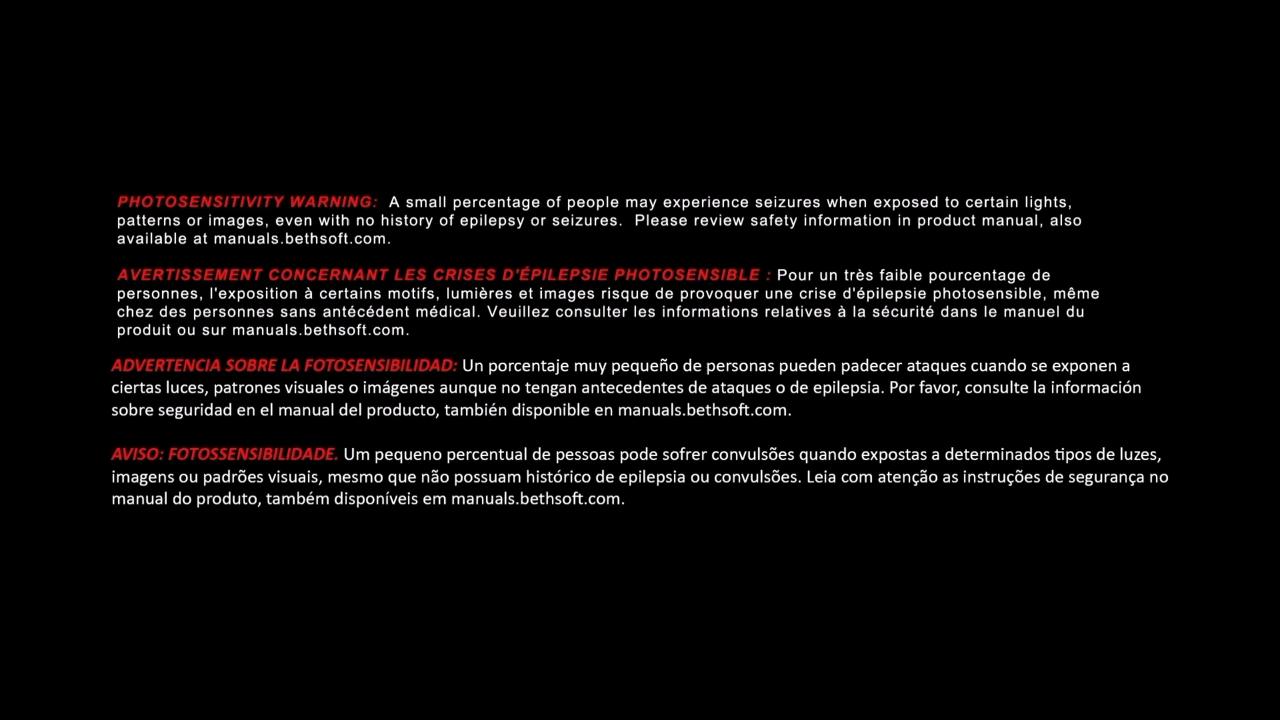 PHOTOSENSITIVITY WARNING: A small percentage of people may experience seizures when exposed to certain lights,
patterns or images, even with no history of epilepsy or seizures. Please review safety information in product manual, also
available at manuals.bethsoft.com.
AVERTISSEMENT CONCERNANT LES CRISES D'ÉPILEPSIE PHOTOSENSIBLE : Pour un très faible pourcentage de
personnes, l'exposition à certains motifs, lumières et images risque de provoquer une crise d'épilepsie photosensible, même
chez des personnes sans antécédent médical. Veuillez consulter les informations relatives à la sécurité dans le manuel du
produit ou sur manuals.bethsoft.com.
ADVERTENCIA SOBRE LA FOTOSENSIBILIDAD: Un porcentaje muy pequeño de personas pueden padecer ataques cuando se exponen a
ciertas luces, patrones visuales o imágenes aunque no tengan antecedentes de ataques o de epilepsia. Por favor, consulte la información
sobre seguridad en el manual del producto, también disponible en manuals.bethsoft.com.
AVISO: FOTOSSENSIBILIDADE. Um pequeno percentual de pessoas pode sofrer convulsões quando expostas a determinados tipos de luzes,
imagens ou padrões visuais, mesmo que não possuam histórico de epilepsia ou convulsões. Leia com atenção as instruções de segurança no
manual do produto, também disponíveis em manuals.bethsoft.com.